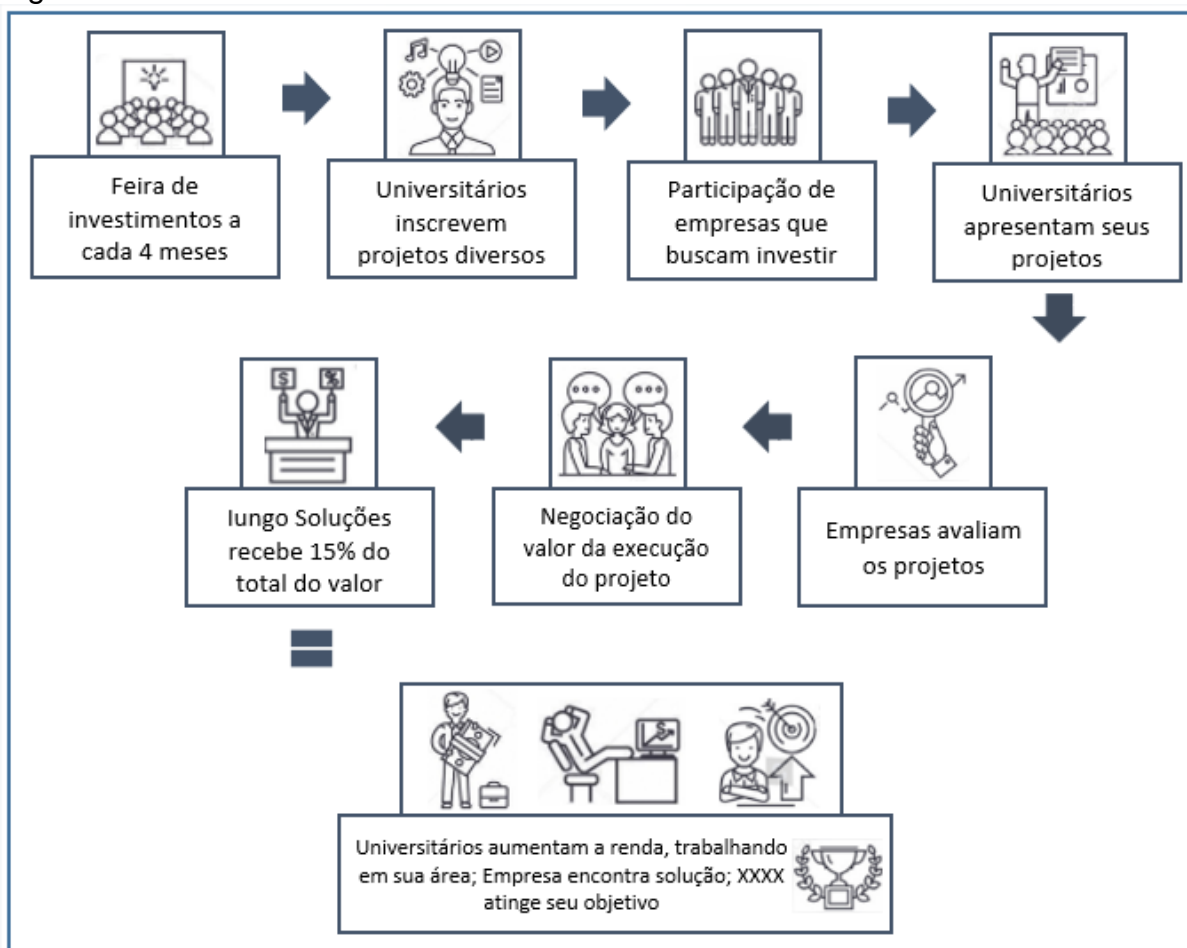 Feira de
investimentos a
cada 4 meses
Universitários
inscrevem
projetos diversos
Participação de
empresas que
buscam investir
Universitários
apresentam seus
projetos
Empresas avaliam
os projetos
Negociação do
valor da execução
do projeto
$ %
Iungo Soluções
recebe 15% do
total do valor
Universitários aumentam a renda, trabalhando
em sua área; Empresa encontra solução; XXXX
atinge seu objetivo